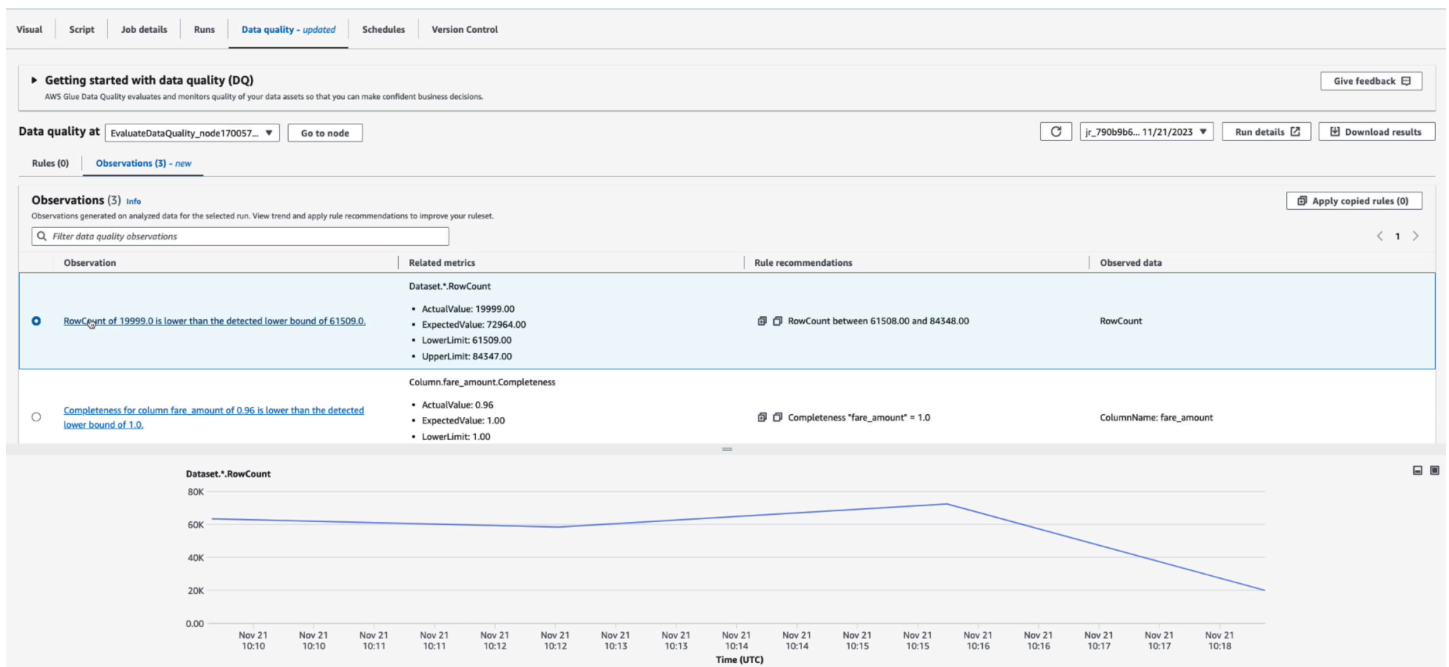 Visual Script Job details Runs Data quality - updated Schedules Version Control
Getting started with data quality (DQ)
AWS Glue Data Quality evaluates and monitors quality of your data assets so that you can make confident business decisions.
Give feedback
Data quality at EvaluateDataQuality_node170057... Go to node jr_790b9b6... 11/21/2023 Run details Download results
Rules (0) Observations (3) - new
Observations (3) Info
Observations generated on analyzed data for the selected run. View trend and apply rule recommendations to improve your ruleset.
Apply copied rules (0)
Filter data quality observations
1
Observation Related metrics Rule recommendations Observed data
RowCount of 19999.0 is lower than the detected lower bound of 61509.0.
Dataset.*.RowCount
• ActualValue: 19999.00
• ExpectedValue: 72964.00
• LowerLimit: 61509.00
• UpperLimit: 84347.00
RowCount between 61508.00 and 84348.00
RowCount
Completeness for column fare_amount of 0.96 is lower than the detected
lower bound of 1.0.
Column.fare_amount.Completeness
• ActualValue: 0.96
• ExpectedValue: 1.00
• LowerLimit: 1.00
Completeness "fare_amount" = 1.0
ColumnName: fare_amount
Dataset.*.RowCount
80K
60K
40K
20K
0.00
Nov 21 Nov 21 Nov 21 Nov 21 Nov 21 Nov 21 Nov 21 Nov 21 Nov 21 Nov 21 Nov 21 Nov 21 Nov 21 Nov 21 Nov 21 Nov 21 Nov 21
10:10 10:10 10:11 10:11 10:12 10:12 10:13 10:13 10:14 10:14 10:15 10:15 10:16 10:16 10:17 10:17 10:18
Time (UTC)